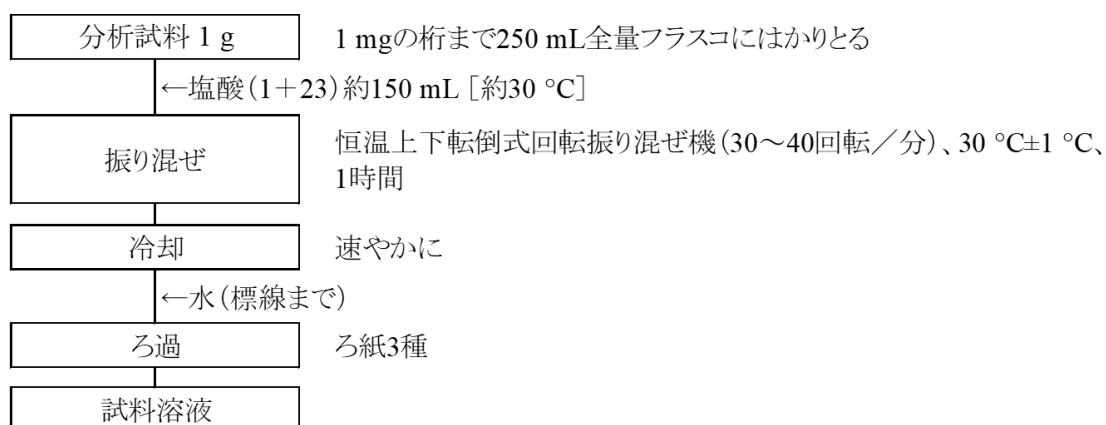 分析試料 1 g
1 mgの桁まで250 mL全量フラスコにはかりとる
←塩酸(1+23)約150 mL [約30 °C]
振り混ぜ
恒温上下転倒式回転振り混ぜ機(30~40回転/分)、30 °C±1 °C、
1時間
冷却
速やかに
←水(標線まで)
ろ過
ろ紙3種
試料溶液